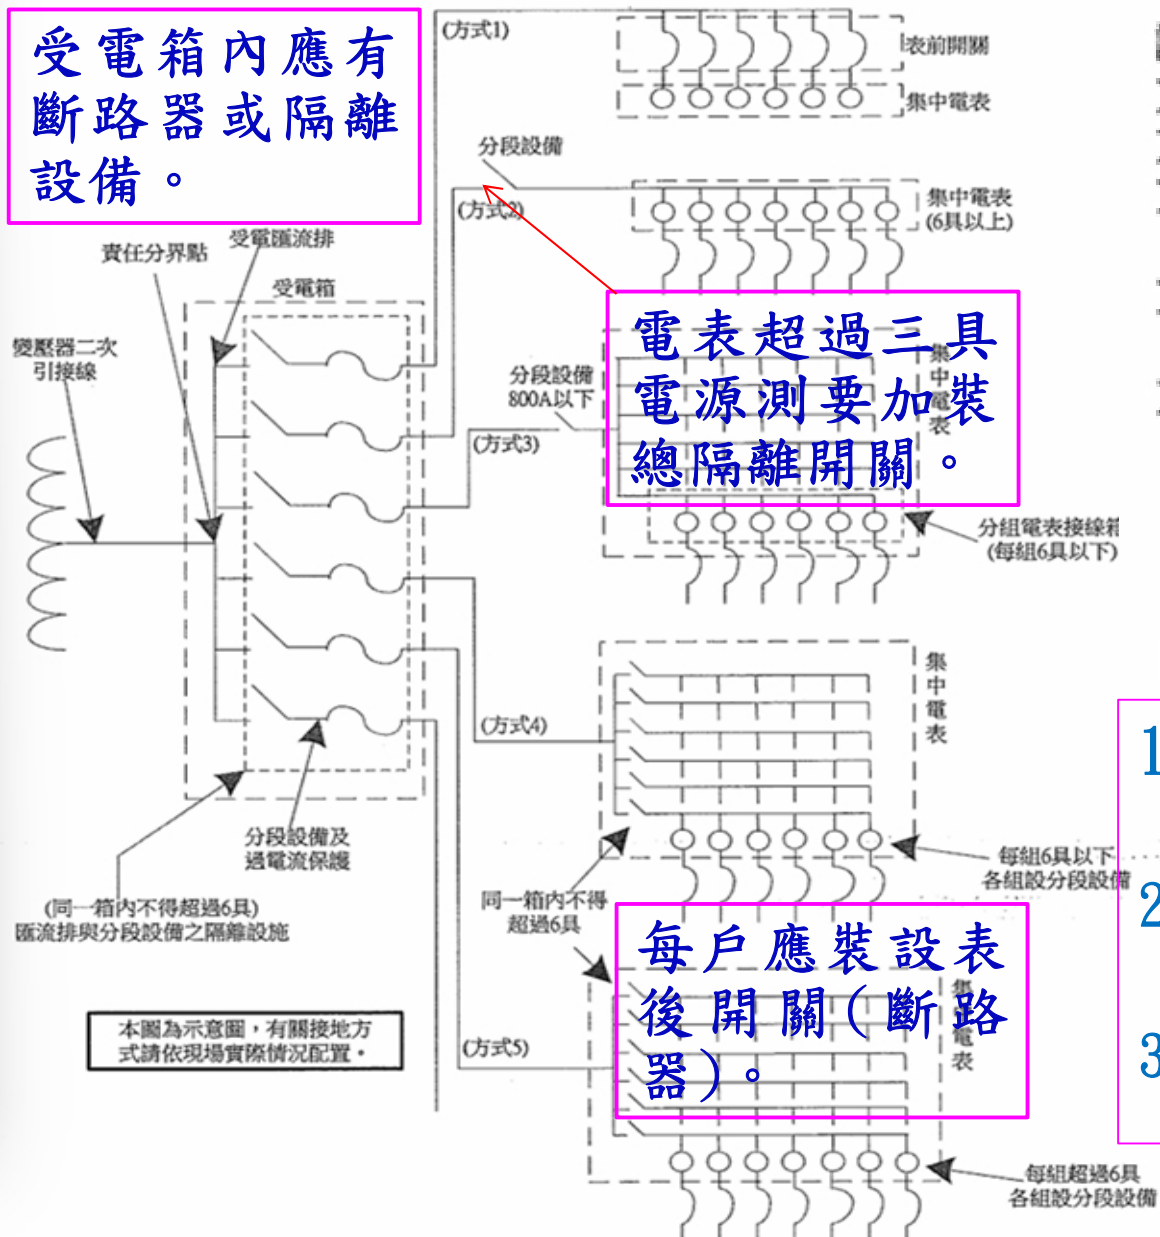 受電箱內應有
斷路器或隔離
設備。
(方式1)
表前開關
集中電表
分段設備
(方式2)
集中電表
(6具以上)
責任分界點
受電匯流排
受電箱
變壓器二次
引接線
電表超過三具
電源測要加裝
總隔離開關。
分段設備
800A以下
(方式3)
集中電表
分組電表接線箱
(每組6具以下)
(方式4)
集中電表
每組6具以下
各組設分段設備
分段設備及
過電流保護
(同一箱內不得超過6具)
匯流排與分段設備之隔離設施
同一箱內不得
超過6具
每戶應裝設表
後開關(斷路
器)。
集
電表
本圖為示意圖，有關接地方
式請依現場實際情況配置。
(方式5)
每組超過6具
各組設分段設備
1
2
3